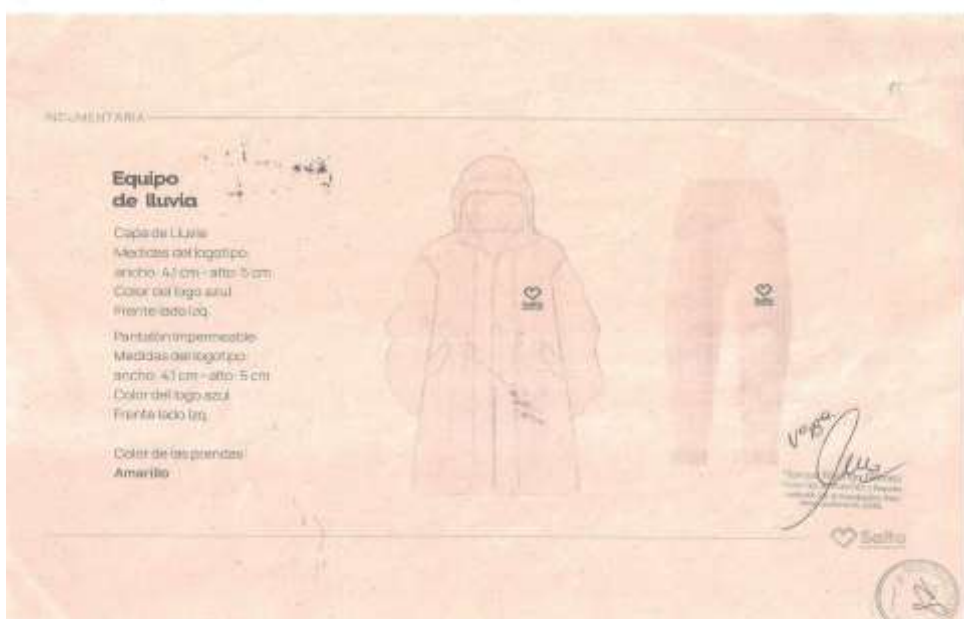 INDUMENTARIA
Equipo
de lluvia
Capa de Lluvia
Medidas del logotipo
ancho: 4,1 cm - alto: 5 cm
Color del logo azul
Frente lado izq.
Pantalón impermeable
Medidas del logotipo
ancho: 4,1 cm - alto: 5 cm
Color del logo azul
Frente lado izq.
Color de las prendas
Amarillo
VºBº
Salto